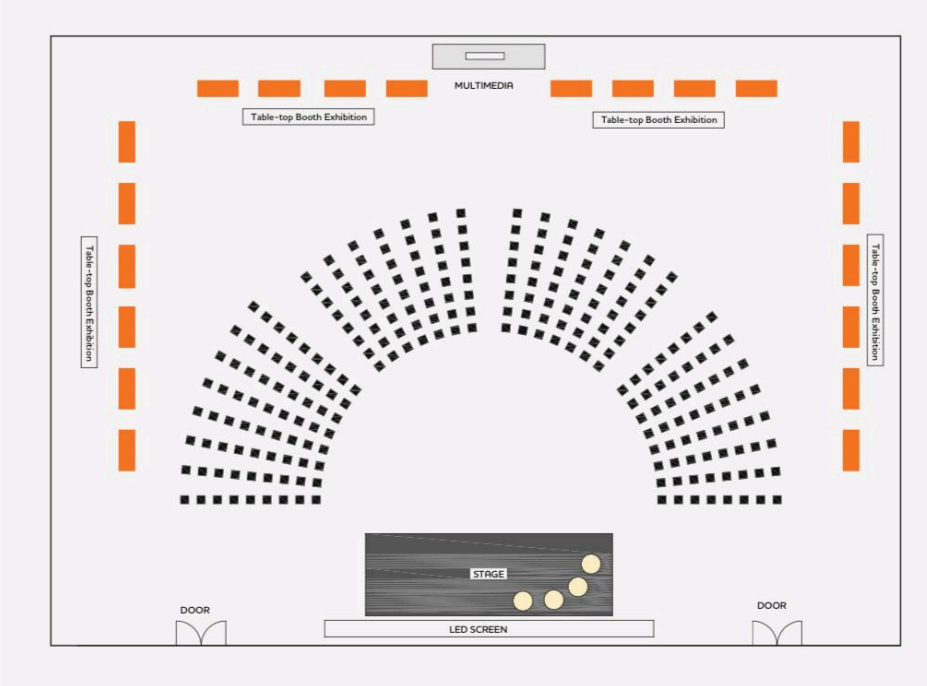 MULTIMEDIA
Table-top Booth Exhibition
Table-top Booth Exhibition
Table-top Booth Exhibition
Table-top Booth Exhibition
STAGE
DOOR
DOOR
LED SCREEN